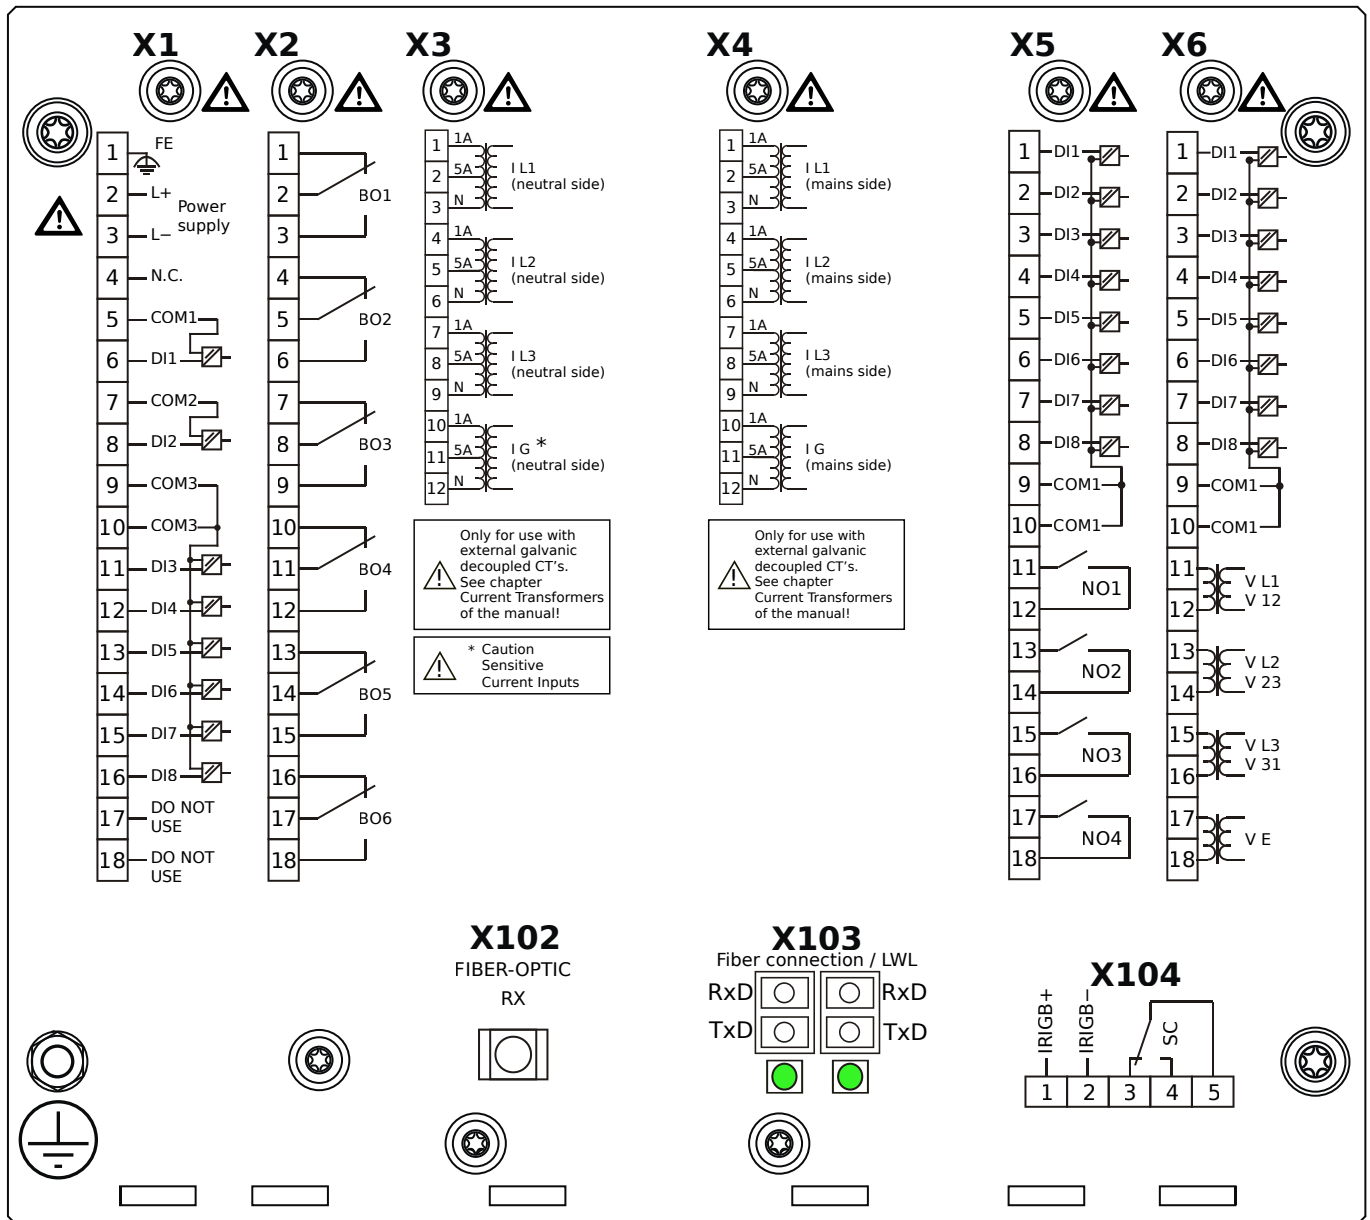 X1
X2
X3
X4
X5
X6
1
FE
2
L+
Power
supply
3
L−
4
N.C.
5
COM1
6
DI1
7
COM2
8
DI2
9
COM3
10
COM3
11
DI3
12
DI4
13
DI5
14
DI6
15
DI7
16
DI8
17
DO NOT
USE
18
DO NOT
USE
1
2
BO1
3
4
5
BO2
6
7
8
BO3
9
10
11
BO4
12
13
14
BO5
15
16
17
BO6
18
1
1A
2
5A
I L1
(neutral side)
3
N
4
1A
5
5A
I L2
(neutral side)
6
N
7
1A
8
5A
I L3
(neutral side)
9
N
10
1A
11
5A
I G *
(neutral side)
12
N
Only for use with
external galvanic
decoupled CT's.
See chapter
Current Transformers
of the manual!
* Caution
Sensitive
Current Inputs
1
1A
2
5A
I L1
(mains side)
3
N
4
1A
5
5A
I L2
(mains side)
6
N
7
1A
8
5A
I L3
(mains side)
9
N
10
1A
11
5A
I G
(mains side)
12
N
Only for use with
external galvanic
decoupled CT's.
See chapter
Current Transformers
of the manual!
1
DI1
2
DI2
3
DI3
4
DI4
5
DI5
6
DI6
7
DI7
8
DI8
9
COM1
10
COM1
11
NO1
12
13
NO2
14
15
NO3
16
17
NO4
18
1
DI1
2
DI2
3
DI3
4
DI4
5
DI5
6
DI6
7
DI7
8
DI8
9
COM1
10
COM1
11
V L1
V 12
12
13
V L2
V 23
14
15
V L3
V 31
16
17
V E
18
X102
FIBER-OPTIC
RX
X103
Fiber connection / LWL
RxD
RxD
TxD
TxD
X104
IRIGB+
IRIGB−
SC
1 2 3 4 5